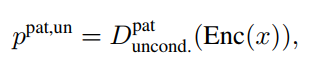 p^{pat,un} = D^{pat}_{uncond.}(Enc(x)),